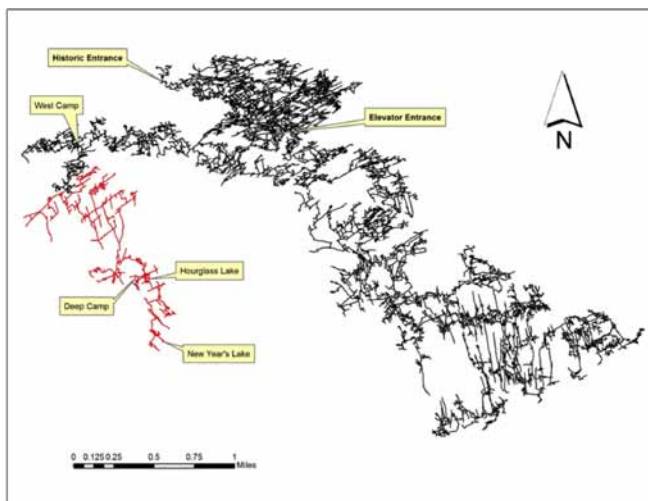 Historic Entrance
West Camp
Elevator Entrance
N
Hourglass Lake
Deep Camp
New Year's Lake
0 0.125 0.25 0.5 0.75 1
Miles